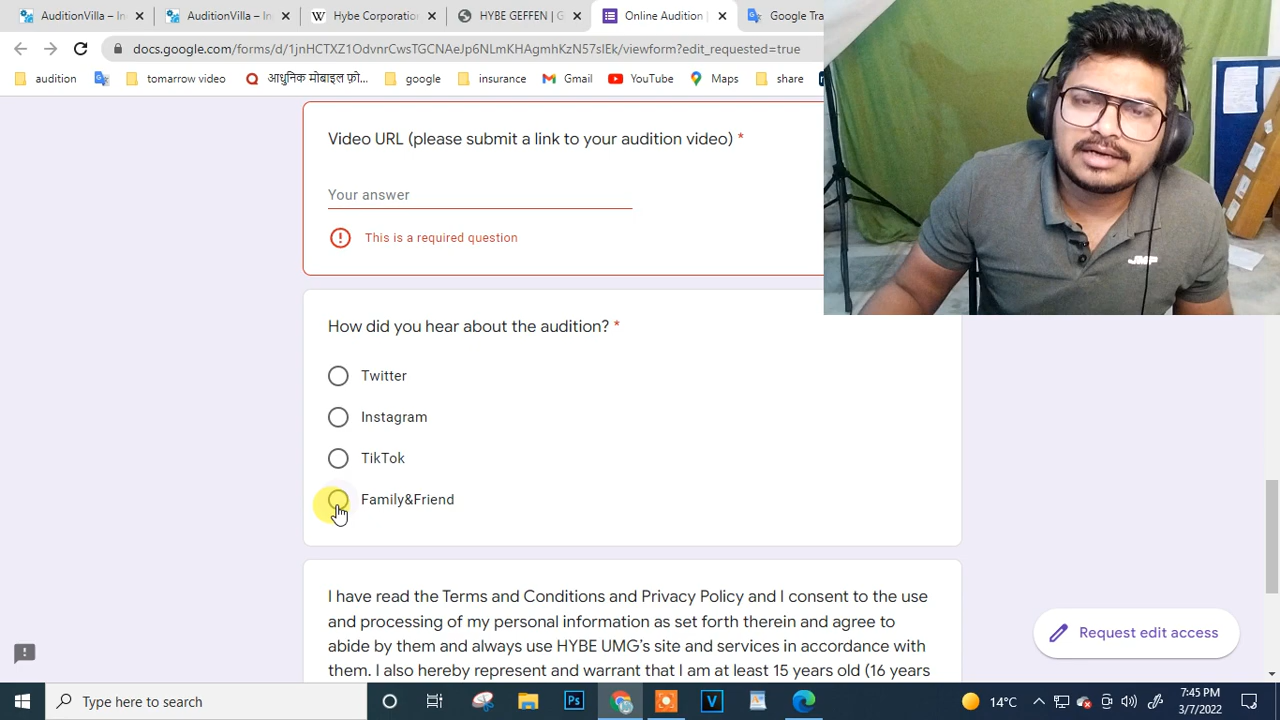 AuditionVilla – In
AuditionVilla – In
Hybe Corporation
HYBE GEFFEN | G
Online Audition |
Google Tra
docs.google.com/forms/d/1jnHCTXZ1OdvnrCwsTGCNAeJp6NLmKHAgmhKzN57sIEk/viewform?edit_requested=true
audition
tomarrow video
आधुनिक मोबाइल फ़ो...
google
insurance
Gmail
YouTube
Maps
share
Video URL (please submit a link to your audition video) *
Your answer
This is a required question
JMP
How did you hear about the audition? *
Twitter
Instagram
TikTok
Family&Friend
I have read the Terms and Conditions and Privacy Policy and I consent to the use
and processing of my personal information as set forth therein and agree to
abide by them and always use HYBE UMG's site and services in accordance with
them. I also hereby represent and warrant that I am at least 15 years old (16 years
Request edit access
Type here to search
14°C
7:45 PM
3/7/2022